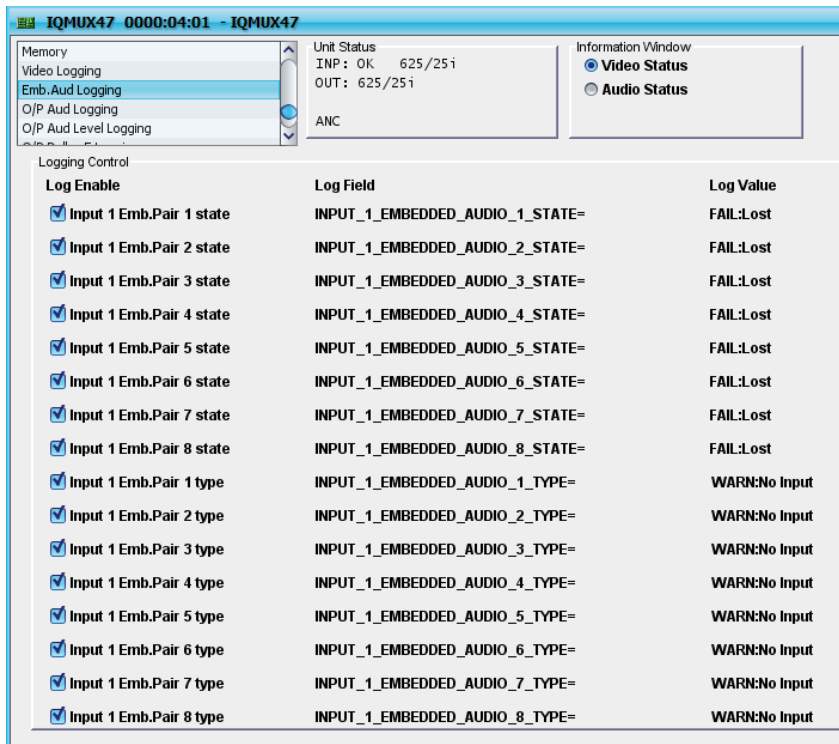 IQMUX47 0000:04:01 - IQMUX47
Memory
Video Logging
Emb.Aud Logging
O/P Aud Logging
O/P Aud Level Logging
Unit Status
INP: OK 625/25i
OUT: 625/25i
ANC
Information Window
Video Status
Audio Status
Logging Control
Log Enable Log Field Log Value
Input 1 Emb.Pair 1 state INPUT_1_EMBEDDED_AUDIO_1_STATE= FAIL:Lost
Input 1 Emb.Pair 2 state INPUT_1_EMBEDDED_AUDIO_2_STATE= FAIL:Lost
Input 1 Emb.Pair 3 state INPUT_1_EMBEDDED_AUDIO_3_STATE= FAIL:Lost
Input 1 Emb.Pair 4 state INPUT_1_EMBEDDED_AUDIO_4_STATE= FAIL:Lost
Input 1 Emb.Pair 5 state INPUT_1_EMBEDDED_AUDIO_5_STATE= FAIL:Lost
Input 1 Emb.Pair 6 state INPUT_1_EMBEDDED_AUDIO_6_STATE= FAIL:Lost
Input 1 Emb.Pair 7 state INPUT_1_EMBEDDED_AUDIO_7_STATE= FAIL:Lost
Input 1 Emb.Pair 8 state INPUT_1_EMBEDDED_AUDIO_8_STATE= FAIL:Lost
Input 1 Emb.Pair 1 type INPUT_1_EMBEDDED_AUDIO_1_TYPE= WARN:No Input
Input 1 Emb.Pair 2 type INPUT_1_EMBEDDED_AUDIO_2_TYPE= WARN:No Input
Input 1 Emb.Pair 3 type INPUT_1_EMBEDDED_AUDIO_3_TYPE= WARN:No Input
Input 1 Emb.Pair 4 type INPUT_1_EMBEDDED_AUDIO_4_TYPE= WARN:No Input
Input 1 Emb.Pair 5 type INPUT_1_EMBEDDED_AUDIO_5_TYPE= WARN:No Input
Input 1 Emb.Pair 6 type INPUT_1_EMBEDDED_AUDIO_6_TYPE= WARN:No Input
Input 1 Emb.Pair 7 type INPUT_1_EMBEDDED_AUDIO_7_TYPE= WARN:No Input
Input 1 Emb.Pair 8 type INPUT_1_EMBEDDED_AUDIO_8_TYPE= WARN:No Input